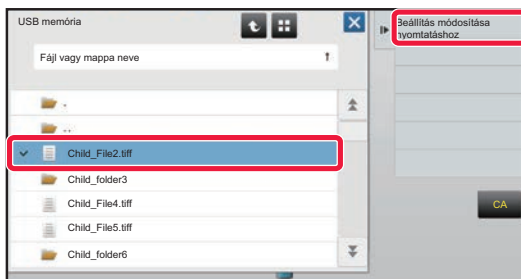 USB memória
Beállítás módosítása
nyomtatáshoz
Fájl vagy mappa neve
.
. .
Child_File2.tiff
Child_folder3
Child_File4.tiff
Child_File5.tiff
Child_folder6
CA